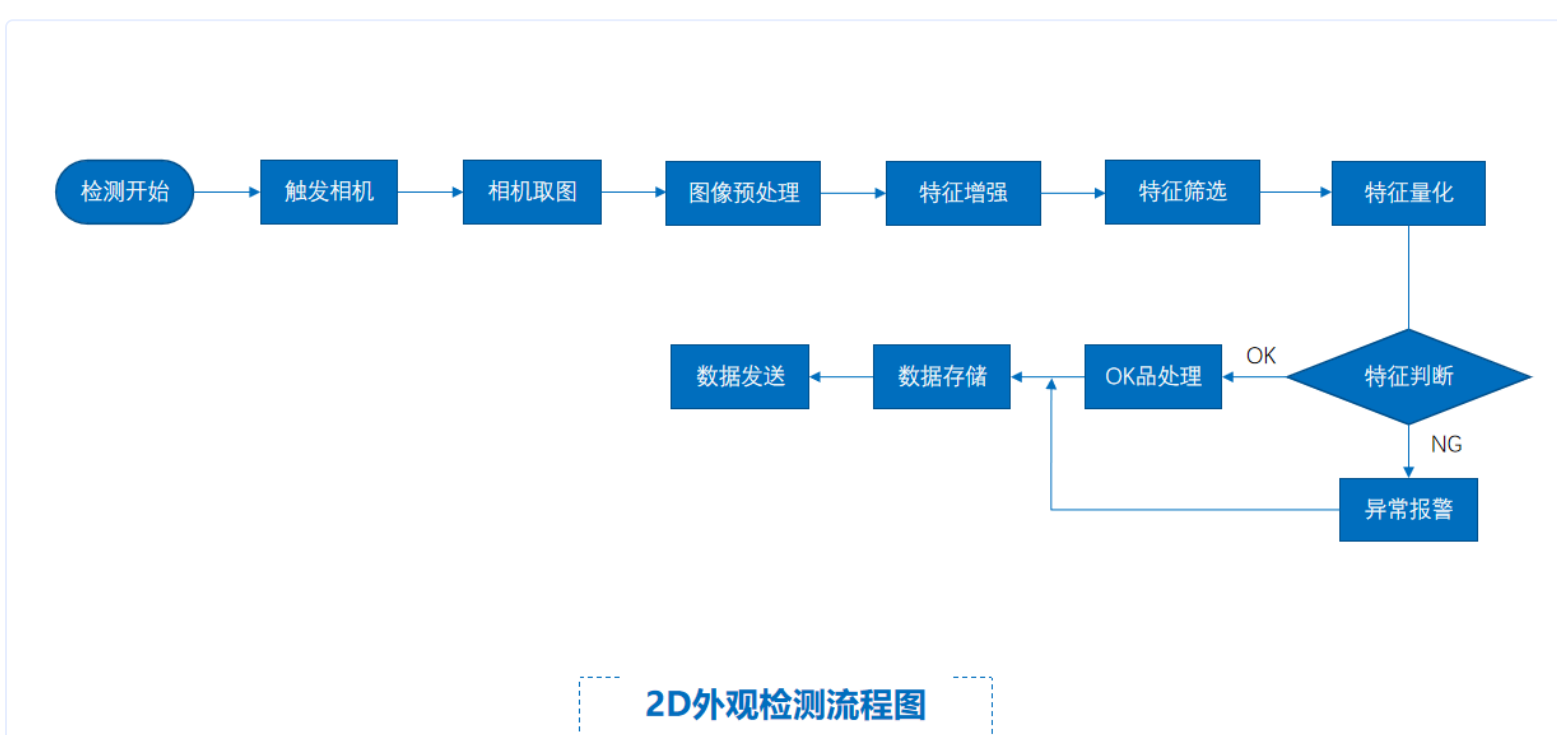 检测开始
触发相机
相机取图
图像预处理
特征增强
特征筛选
特征量化
数据发送
数据存储
OK品处理
OK
特征判断
NG
异常报警
2D外观检测流程图